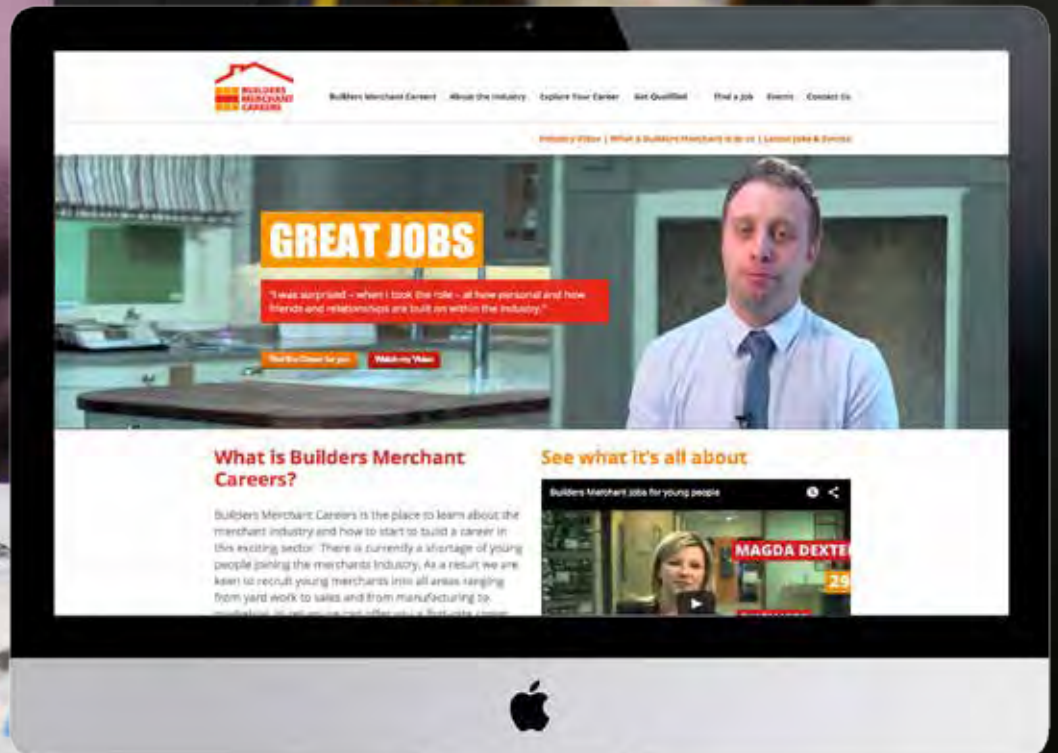 BUILDERS
MERCHANT
CAREERS
Builders Merchant Careers About the Industry Explore Your Career Get Qualified Find a Job Events Contact Us
Industry Video | What a Builders Merchant is to us | Latest Jobs & Events
GREAT JOBS
"I was surprised – when I took the role – at how personal and how
friends and relationships are built on within the industry."
Find the Career for you Watch my Video
What is Builders Merchant
Careers?
Builders Merchant Careers is the place to learn about the
merchant industry and how to start to build a career in
this exciting sector. There is currently a shortage of young
people joining the merchants industry. As a result we are
keen to recruit young merchants into all areas ranging
from yard work to sales and from manufacturing to
See what it's all about
Builders Merchant jobs for young people
MAGDA DEXTE
29